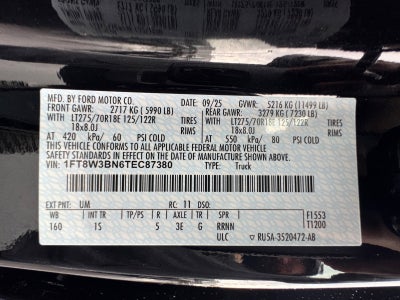 MFD. BY FORD MOTOR CO. 09/25 GVWR: 5216 KG (11499 LB)
FRONT GAWR: 2717 KG ( 5990 LB) REAR GAWR: 3279 KG ( 7230 LB)
WITH LT275/70R18E 125/122R TIRES WITH LT275/70R18E 125/122R TIRES
18x8.0J RIMS 18x8.0J RIMS
AT 420 kPa/ 60 PSI COLD AT 550 kPa/ 80 PSI COLD
THIS VEHICLE CONFORMS TO ALL APPLICABLE FEDERAL MOTOR VEHICLE
SAFETY STANDARDS IN EFFECT ON THE DATE OF MANUFACTURE SHOWN ABOVE.
VIN: 1FT8W3BN6TEC87380 TYPE: Truck
EXT PNT: UM RC: 11 DSO:
WB INT TR TP/PS R AXLE TR SPR F1553
160 1S 5 3E G RRNN T1200
ULC RU5A-3520472-AB